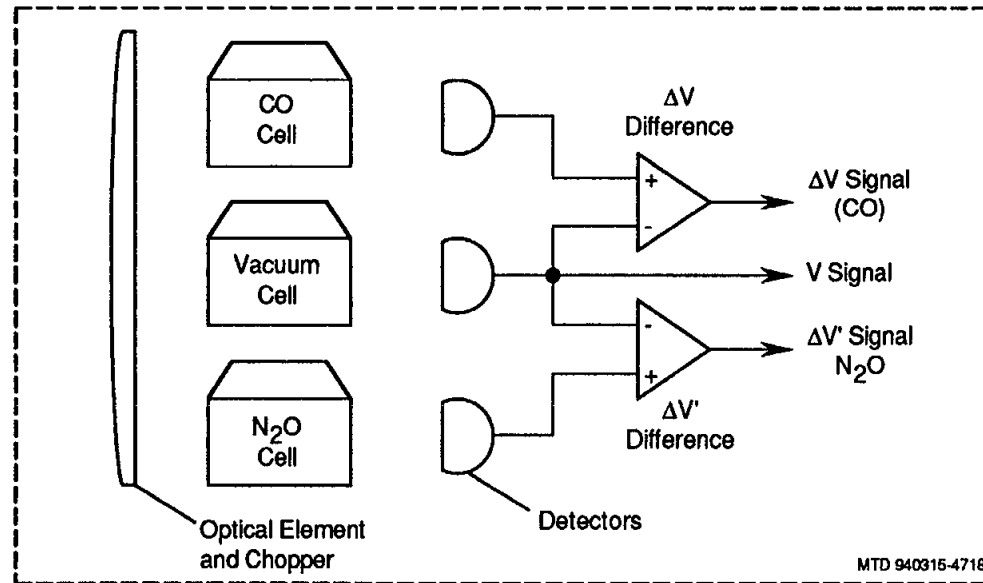 CO
Cell
Vacuum
Cell
N₂O
Cell
Optical Element
and Chopper
Detectors
ΔV
Difference
+
-
-
+
ΔV'
Difference
ΔV Signal
(CO)
V Signal
ΔV' Signal
N₂O
MTD 940315-4718